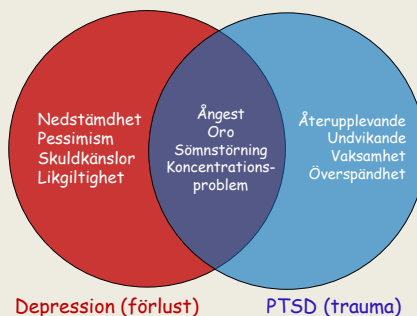 Nedstämdhet
Pessimism
Skuldkänslor
Likgiltighet
Ångest
Oro
Sömnstörning
Koncentrations-
problem
Återupplevande
Undvikande
Vaksamhet
Överspändhet
Depression (förlust)
PTSD (trauma)